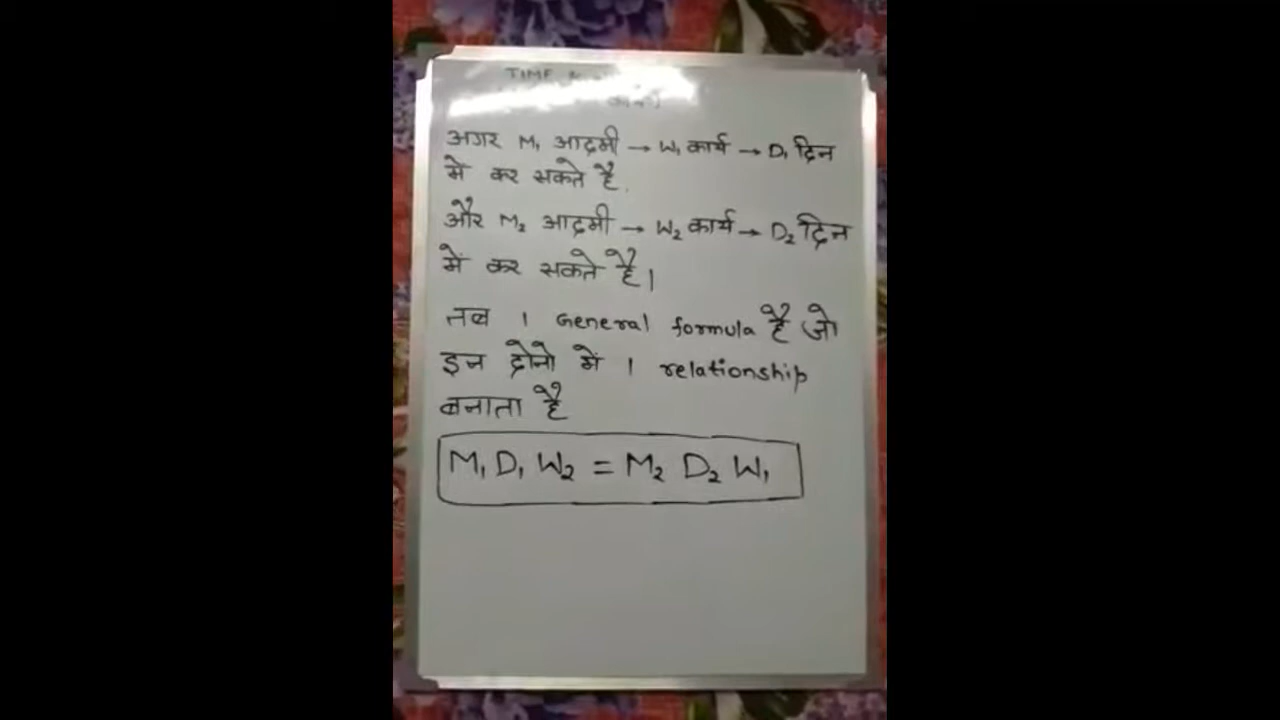 TIME
अगर M₁ आदमी → W₁ कार्य → D₁ दिन
में कर सकते है.
और M₂ आदमी → W₂ कार्य → D₂ दिन
में कर सकते है।
तब 1 General formula है जो
इन दोनो में 1 relationship
बनाता है
M₁ D₁ W₂ = M₂ D₂ W₁